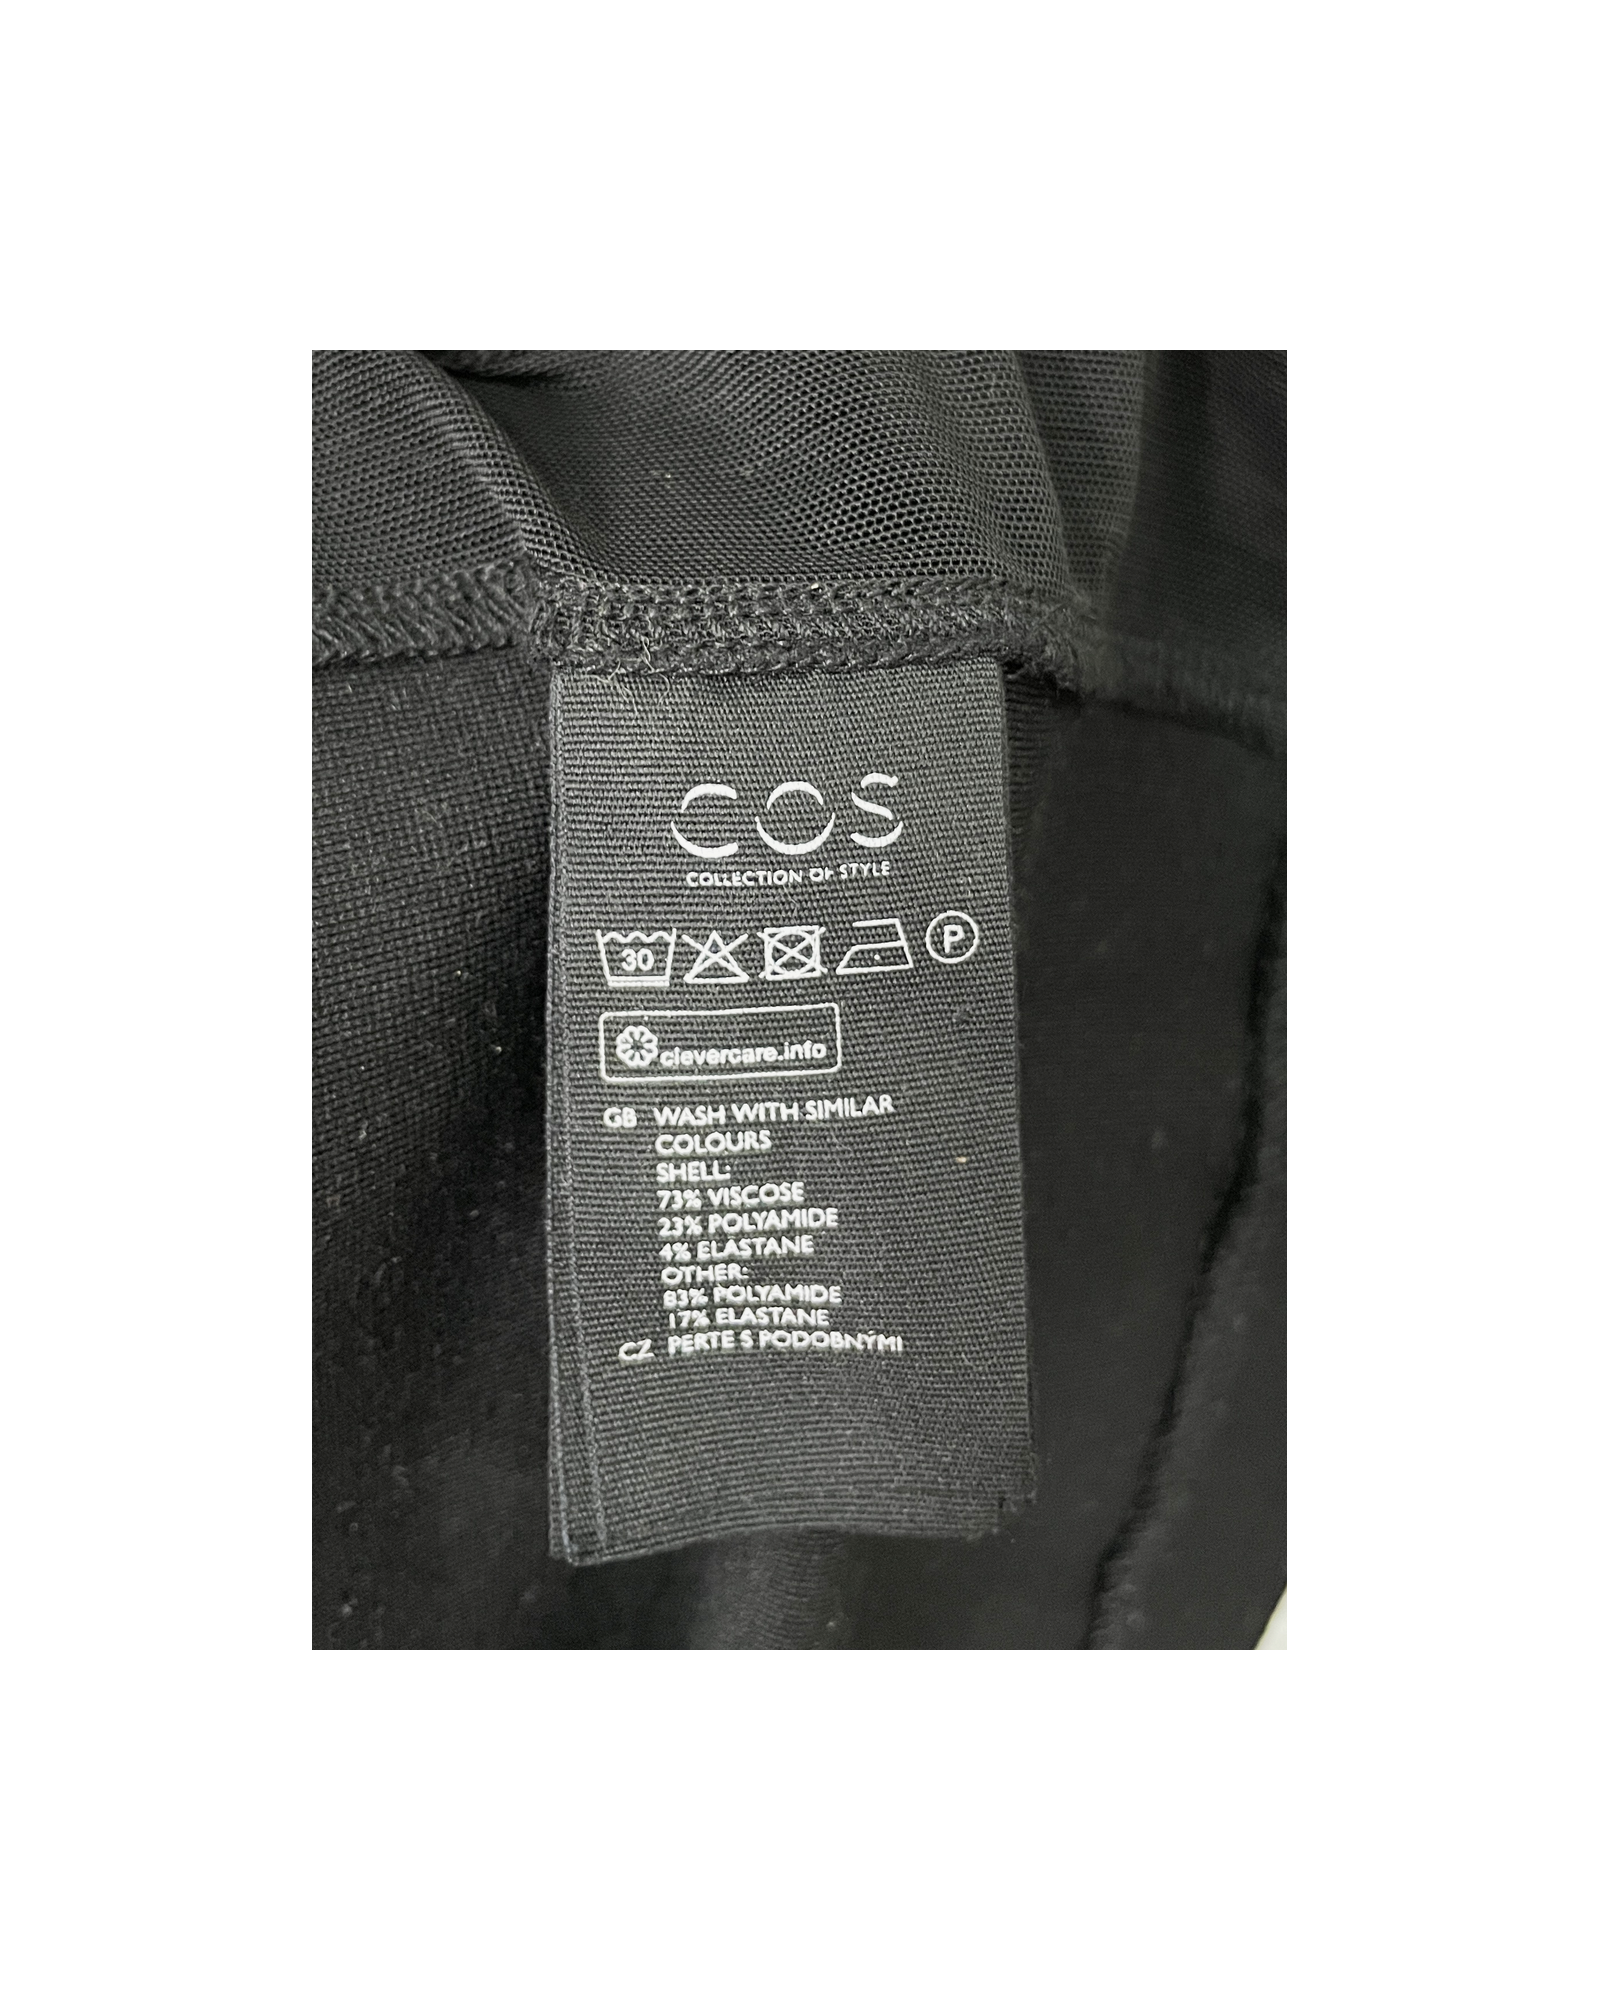 COS
COLLECTION OF STYLE
30
P
clevercare.info
GB WASH WITH SIMILAR
COLOURS
SHELL:
73% VISCOSE
23% POLYAMIDE
4% ELASTANE
OTHER:
83% POLYAMIDE
17% ELASTANE
CZ PERTE S PODOBNÝMI